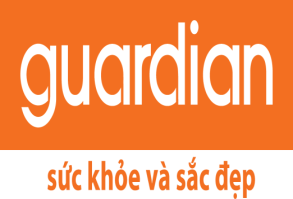 guardian
sức khỏe và sắc đẹp